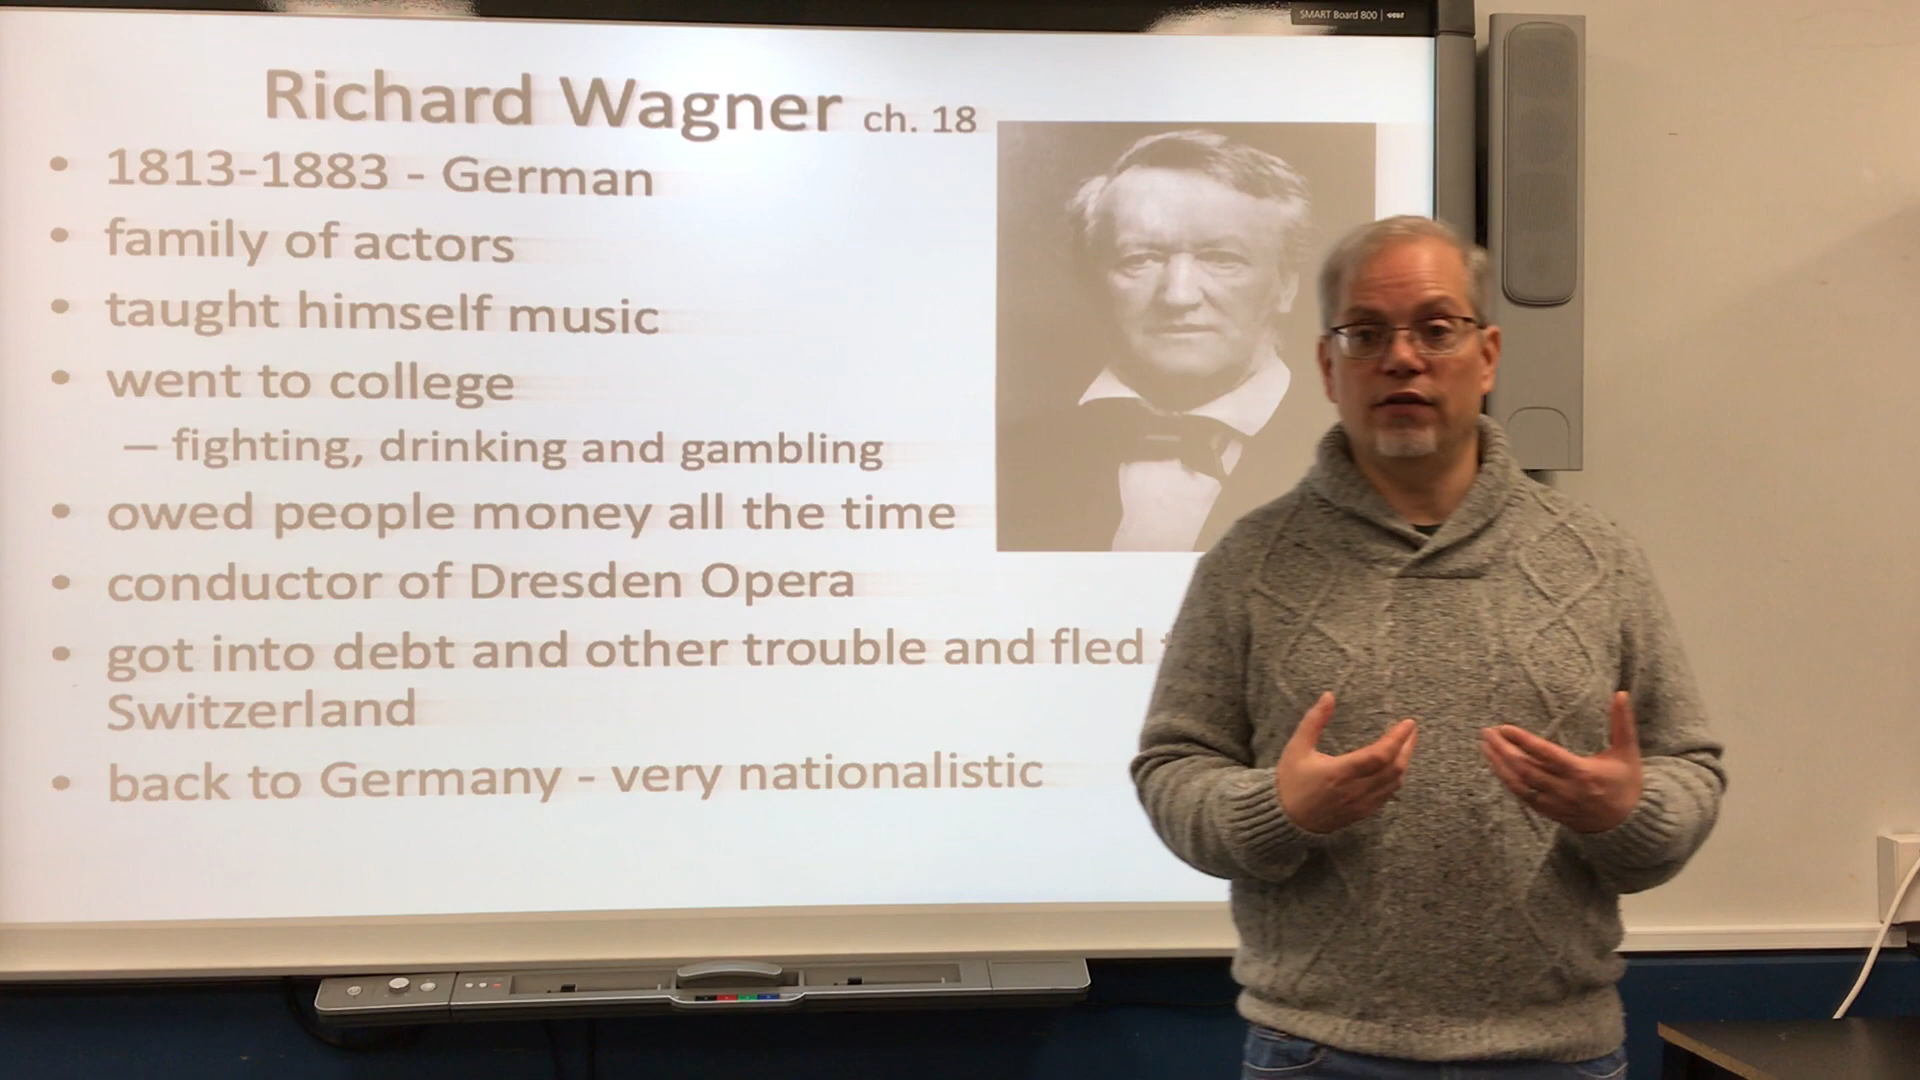 SMART Board 800
Richard Wagner ch. 18
• 1813-1883 - German
• family of actors
• taught himself music
• went to college
– fighting, drinking and gambling
• owed people money all the time
• conductor of Dresden Opera
• got into debt and other trouble and fled
Switzerland
• back to Germany - very nationalistic